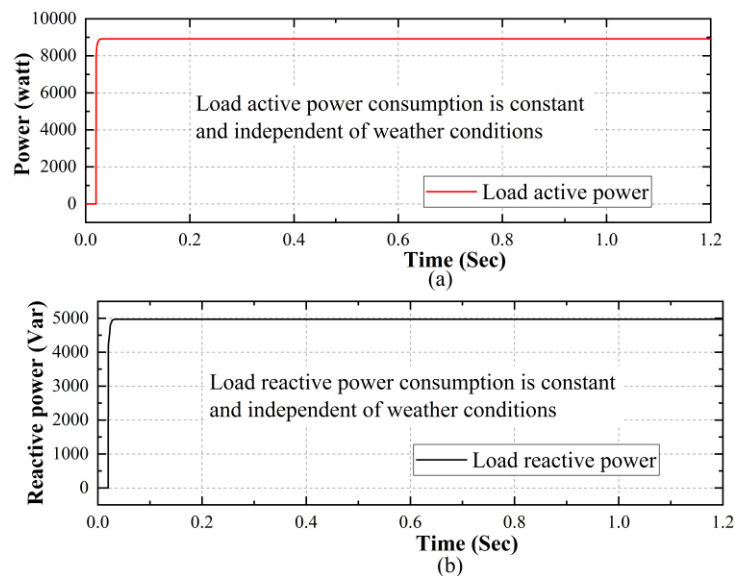 10000
8000
6000
4000
2000
0
Power (watt)
Load active power consumption is constant
and independent of weather conditions
Load active power
0.0 0.2 0.4 0.6 0.8 1.0 1.2
Time (Sec)
(a)
5000
4000
3000
2000
1000
0
Reactive power (Var)
Load reactive power consumption is constant
and independent of weather conditions
Load reactive power
0.0 0.2 0.4 0.6 0.8 1.0 1.2
Time (Sec)
(b)